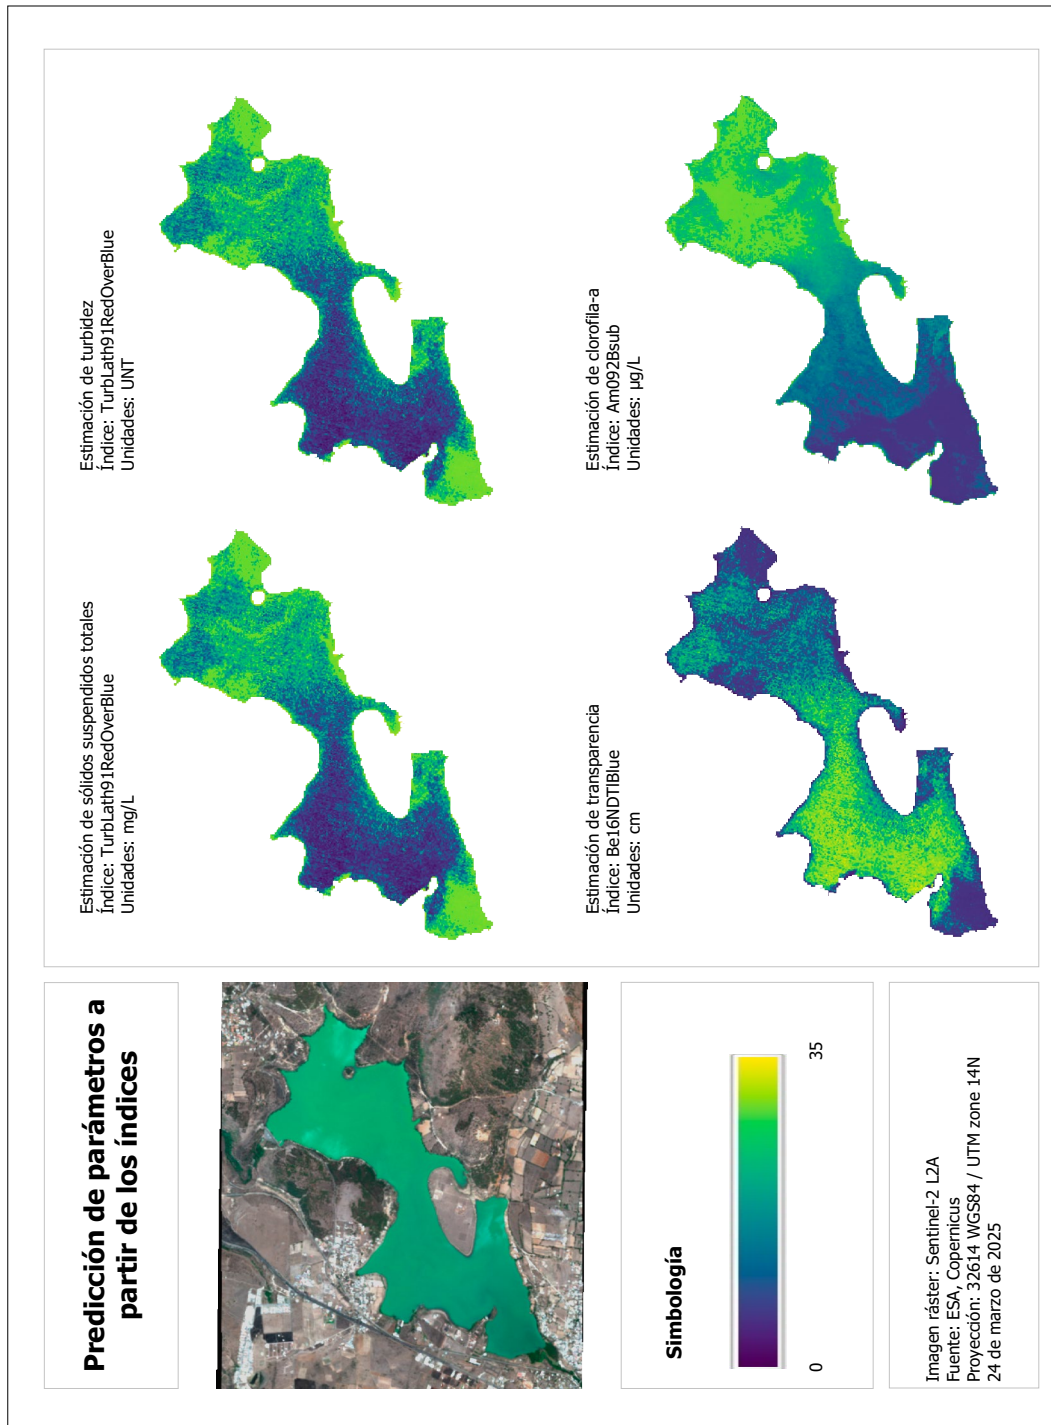 Predicción de parámetros a
partir de los índices
Estimación de sólidos suspendidos totales
Índice: TurbLath91RedOverBlue
Unidades: mg/L
Estimación de turbidez
Índice: TurbLath91RedOverBlue
Unidades: UNT
Estimación de transparencia
Índice: Be16NDTIBlue
Unidades: cm
Estimación de clorofila-a
Índice: Am092Bsub
Unidades: µg/L
Simbología
0
35
Imagen ráster: Sentinel-2 L2A
Fuente: ESA, Copernicus
Proyección: 32614 WGS84 / UTM zone 14N
24 de marzo de 2025